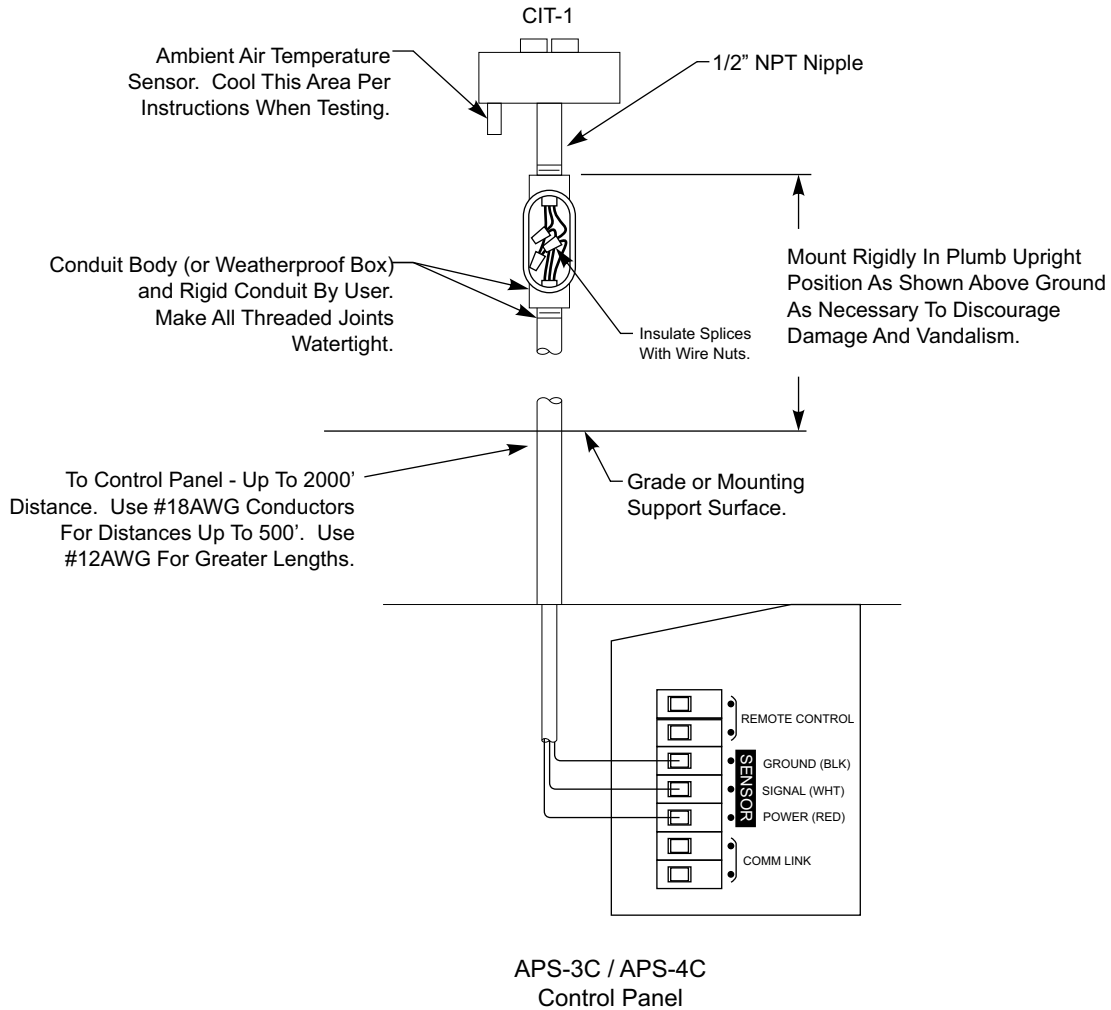 CIT-1
Ambient Air Temperature
Sensor. Cool This Area Per
Instructions When Testing.
1/2” NPT Nipple
Conduit Body (or Weatherproof Box)
and Rigid Conduit By User.
Make All Threaded Joints
Watertight.
Insulate Splices
With Wire Nuts.
Mount Rigidly In Plumb Upright
Position As Shown Above Ground
As Necessary To Discourage
Damage And Vandalism.
To Control Panel - Up To 2000’
Distance. Use #18AWG Conductors
For Distances Up To 500’. Use
#12AWG For Greater Lengths.
Grade or Mounting
Support Surface.
REMOTE CONTROL
SENSOR
GROUND (BLK)
SIGNAL (WHT)
POWER (RED)
COMM LINK
APS-3C / APS-4C
Control Panel